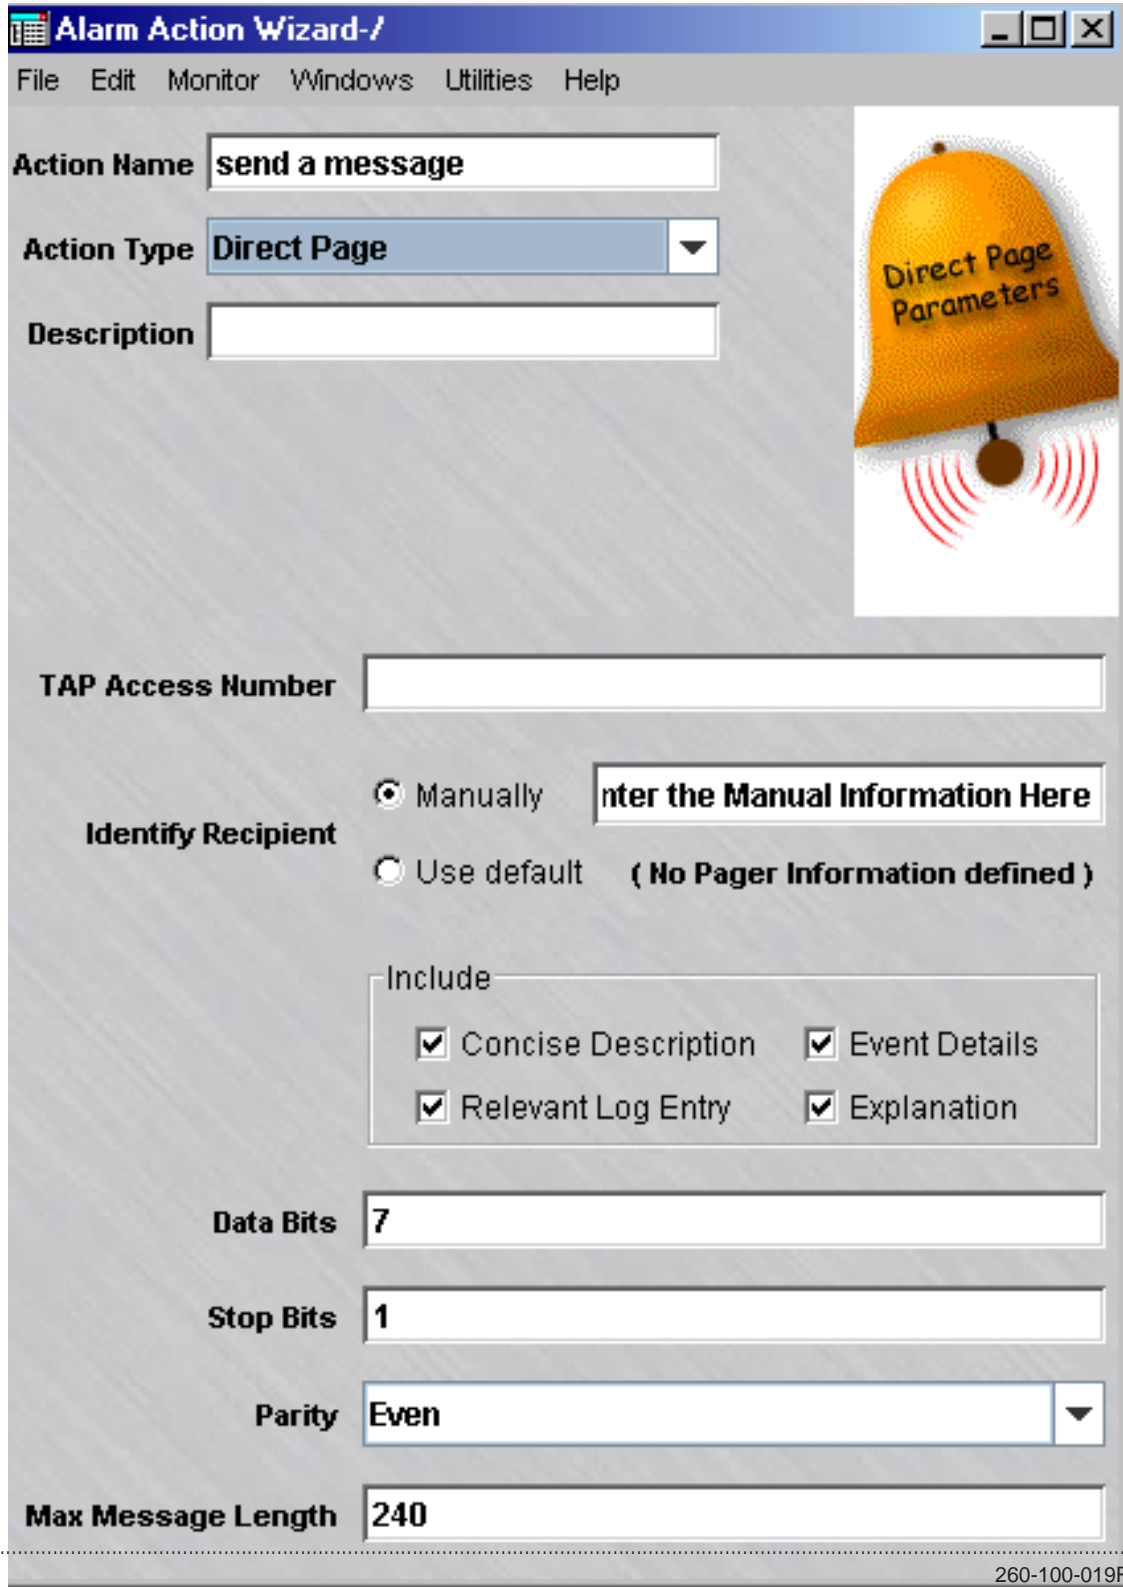 Alarm Action Wizard-/
File Edit Monitor Windows Utilities Help
Action Name send a message
Action Type Direct Page
Description
Direct Page
Parameters
TAP Access Number
Identify Recipient
Manually nter the Manual Information Here
Use default ( No Pager Information defined )
Include
Concise Description Event Details
Relevant Log Entry Explanation
Data Bits 7
Stop Bits 1
Parity Even
Max Message Length 240
260-100-019R